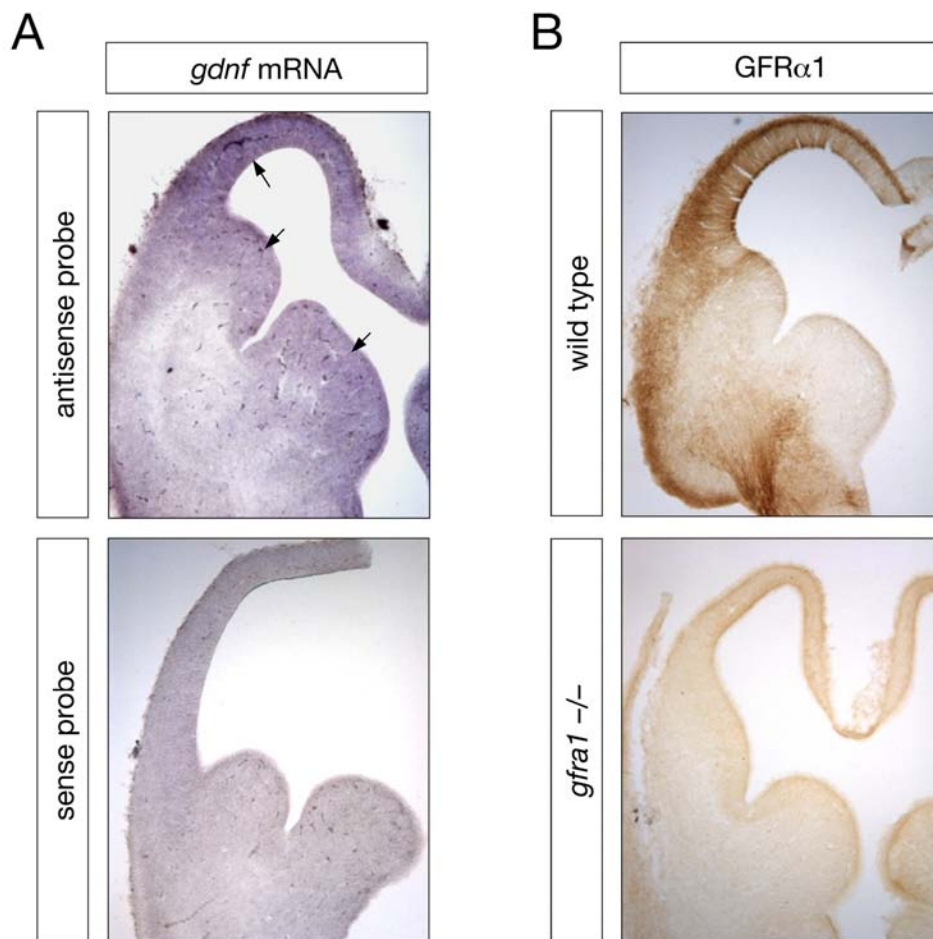 A
gdnf mRNA
antisense probe
sense probe
B
GFRα1
wild type
gfra1 –/–